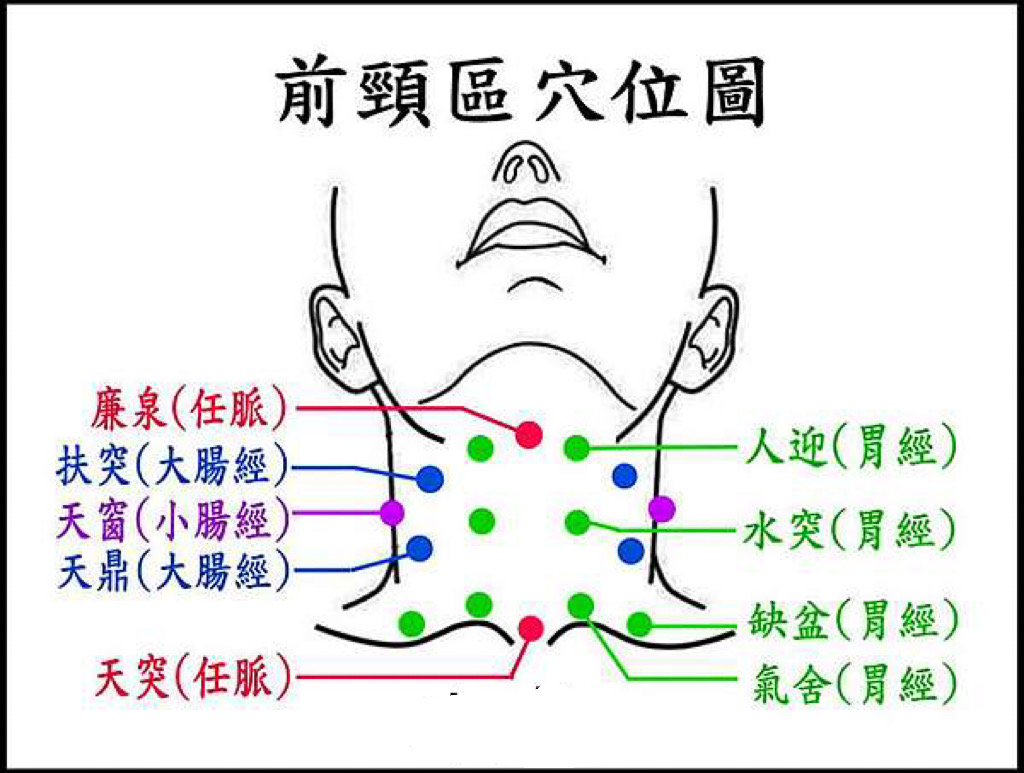 前頸區穴位圖
廉泉(任脈)
扶突(大腸經)
天窗(小腸經)
天鼎(大腸經)
天突(任脈)
人迎(胃經)
水突(胃經)
缺盆(胃經)
氣舍(胃經)